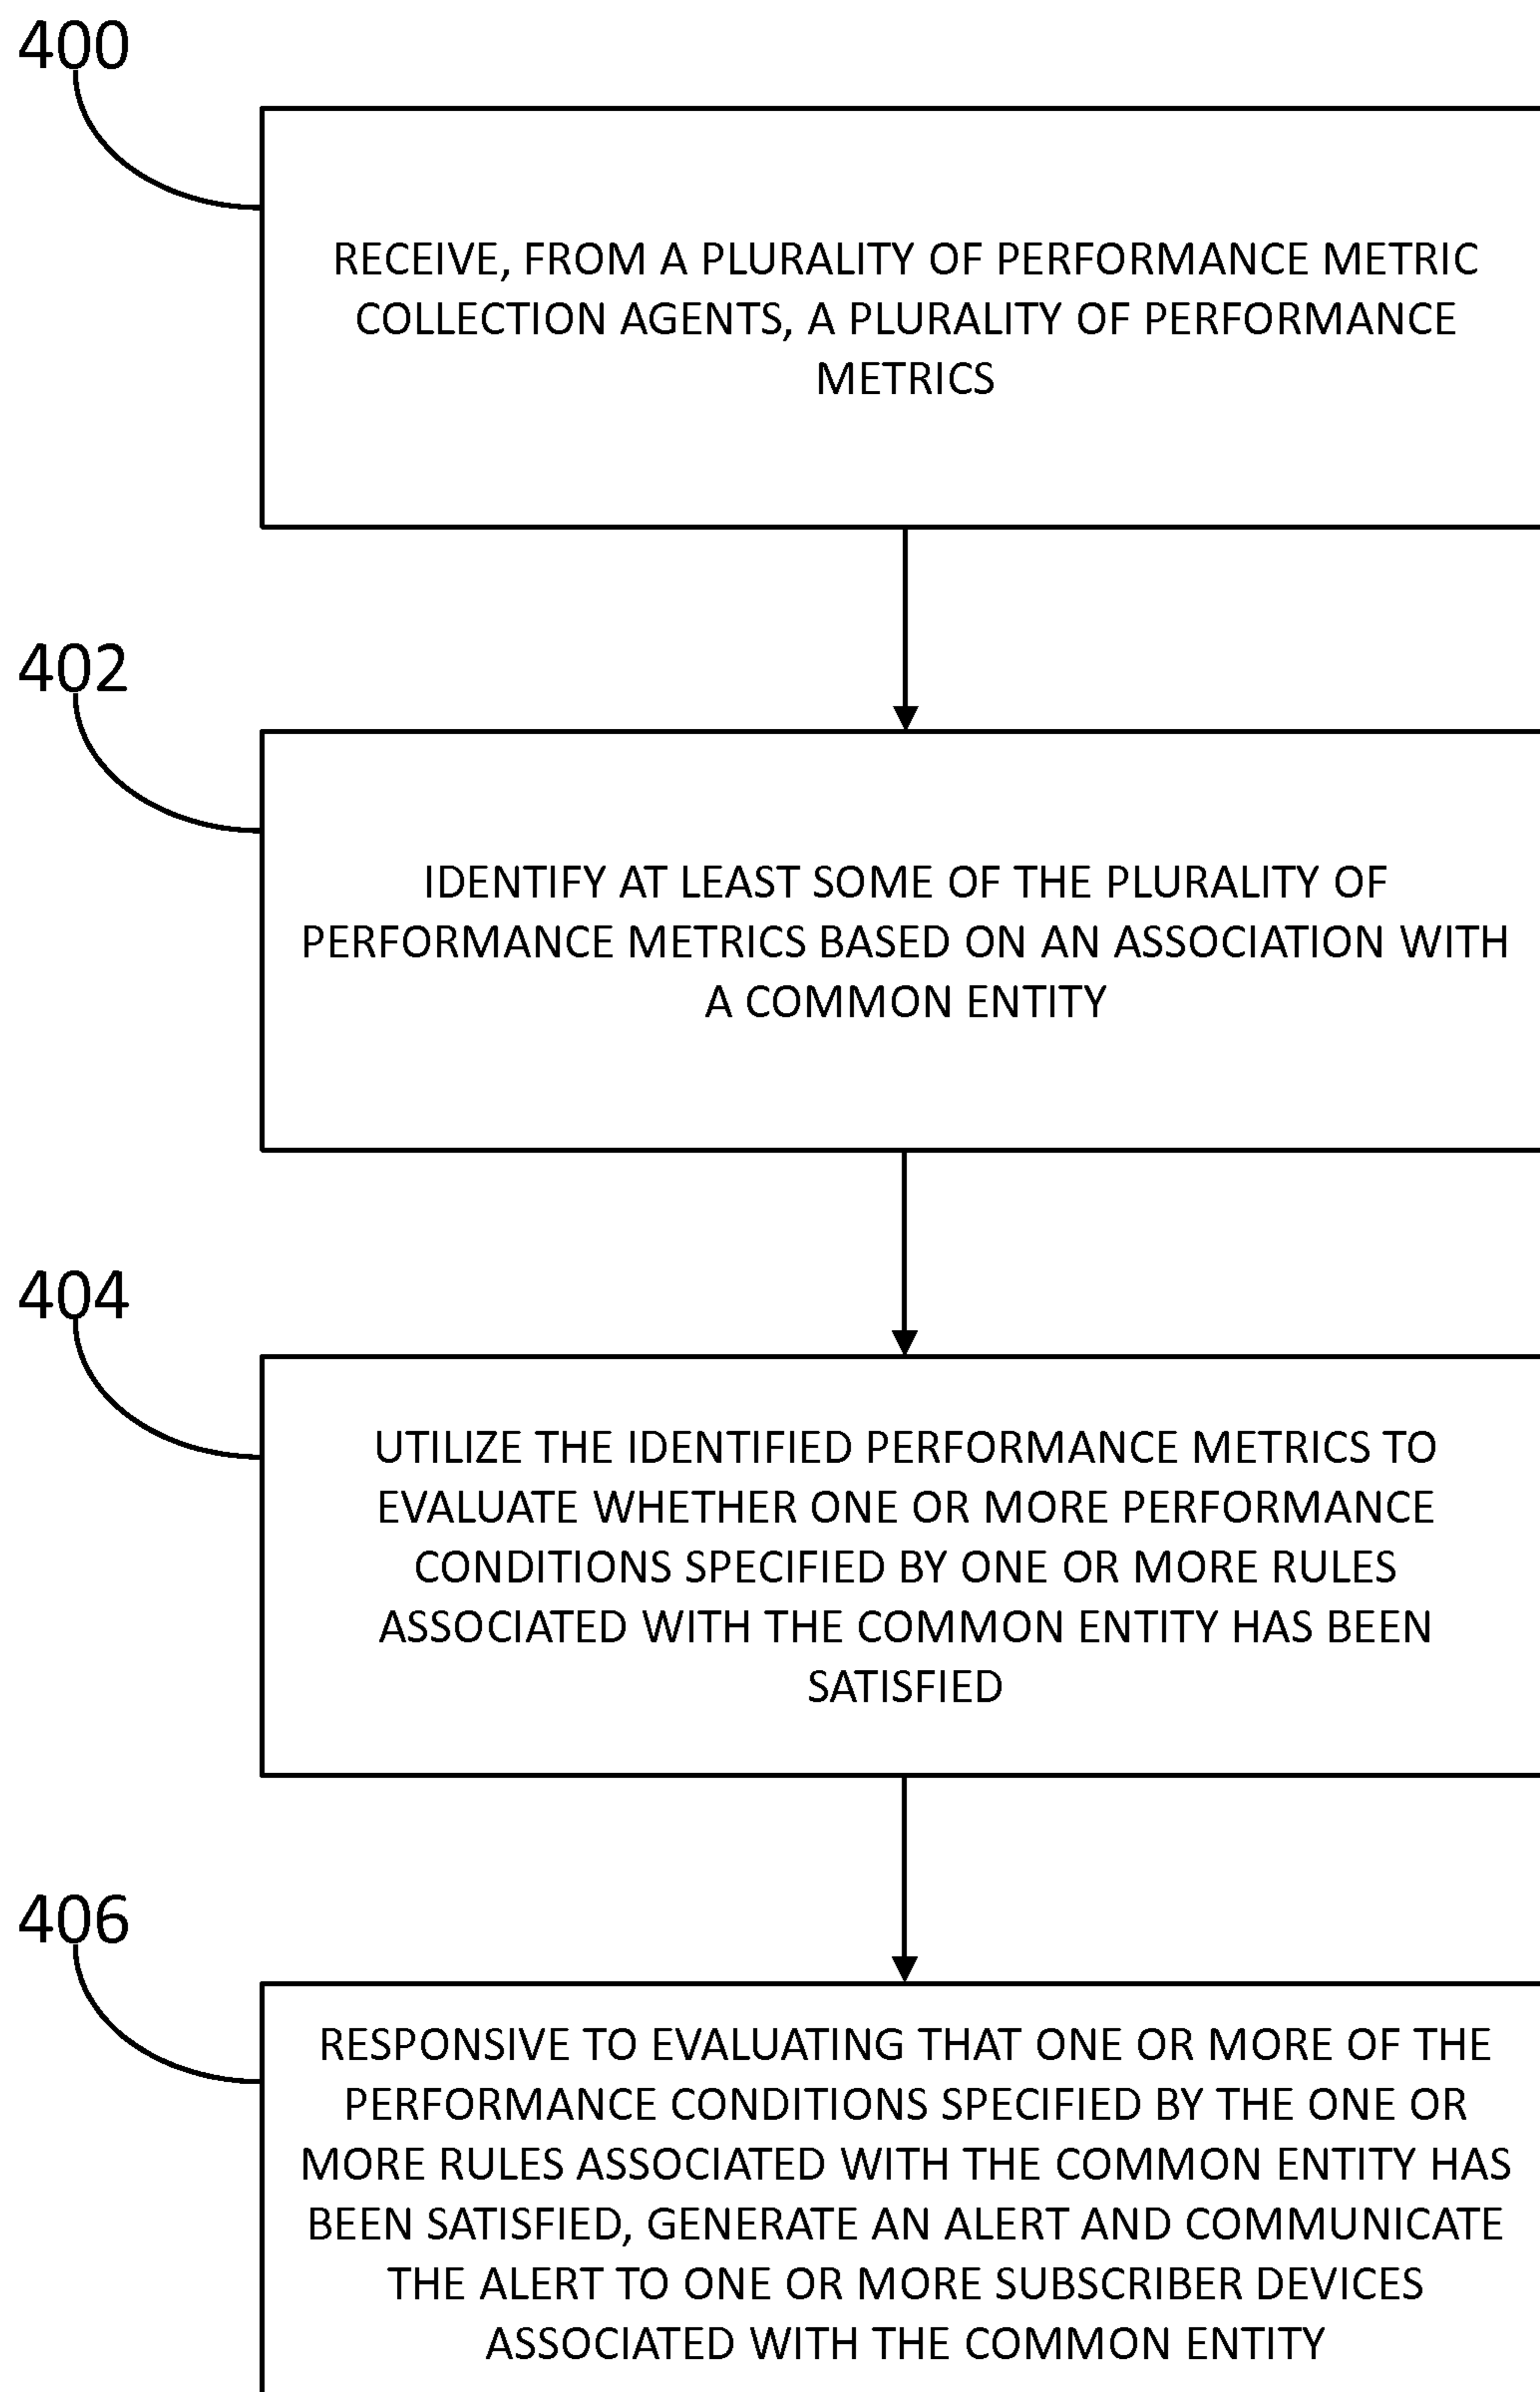 400
RECEIVE, FROM A PLURALITY OF PERFORMANCE METRIC
COLLECTION AGENTS, A PLURALITY OF PERFORMANCE
METRICS
402
IDENTIFY AT LEAST SOME OF THE PLURALITY OF
PERFORMANCE METRICS BASED ON AN ASSOCIATION WITH
A COMMON ENTITY
404
UTILIZE THE IDENTIFIED PERFORMANCE METRICS TO
EVALUATE WHETHER ONE OR MORE PERFORMANCE
CONDITIONS SPECIFIED BY ONE OR MORE RULES
ASSOCIATED WITH THE COMMON ENTITY HAS BEEN
SATISFIED
406
RESPONSIVE TO EVALUATING THAT ONE OR MORE OF THE
PERFORMANCE CONDITIONS SPECIFIED BY THE ONE OR
MORE RULES ASSOCIATED WITH THE COMMON ENTITY HAS
BEEN SATISFIED, GENERATE AN ALERT AND COMMUNICATE
THE ALERT TO ONE OR MORE SUBSCRIBER DEVICES
ASSOCIATED WITH THE COMMON ENTITY